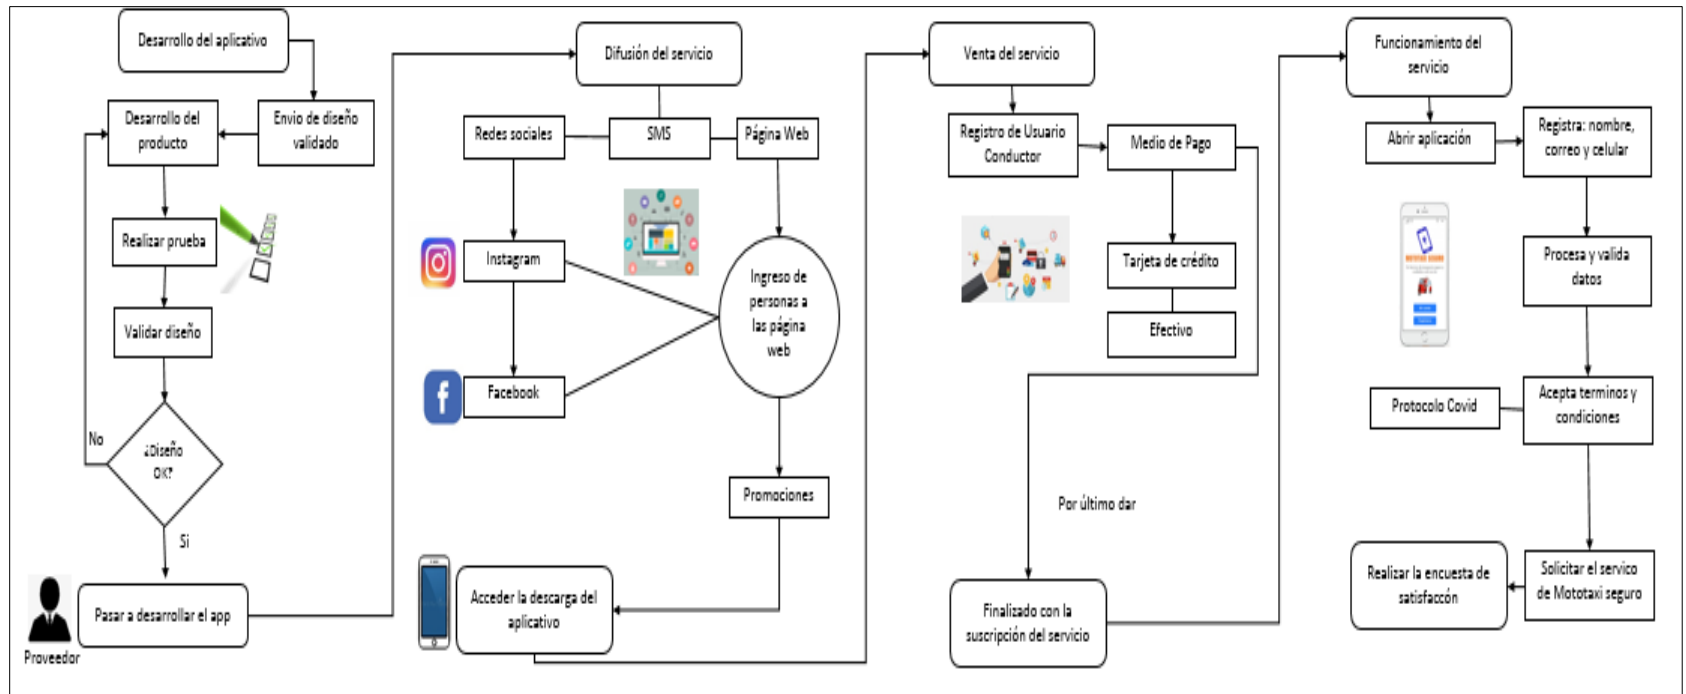 Desarrollo del aplicativo
Envio de diseño
validado
Desarrollo del
producto
Realizar prueba
Validar diseño
¿Diseño
OK?
No
Si
Pasar a desarrollar el app
Proveedor
Difusión del servicio
Redes sociales
SMS
Página Web
Instagram
Facebook
Ingreso de
personas a
las página
web
Promociones
Acceder la descarga del
aplicativo
Venta del servicio
Registro de Usuario
Conductor
Medio de Pago
Tarjeta de crédito
Efectivo
Por último dar
Finalizado con la
suscripción del servicio
Funcionamiento del
servicio
Abrir aplicación
Registra: nombre,
correo y celular
Procesa y valida
datos
Acepta terminos y
condiciones
Protocolo Covid
Solicitar el servico
de Mototaxi seguro
Realizar la encuesta de
satisfaccón